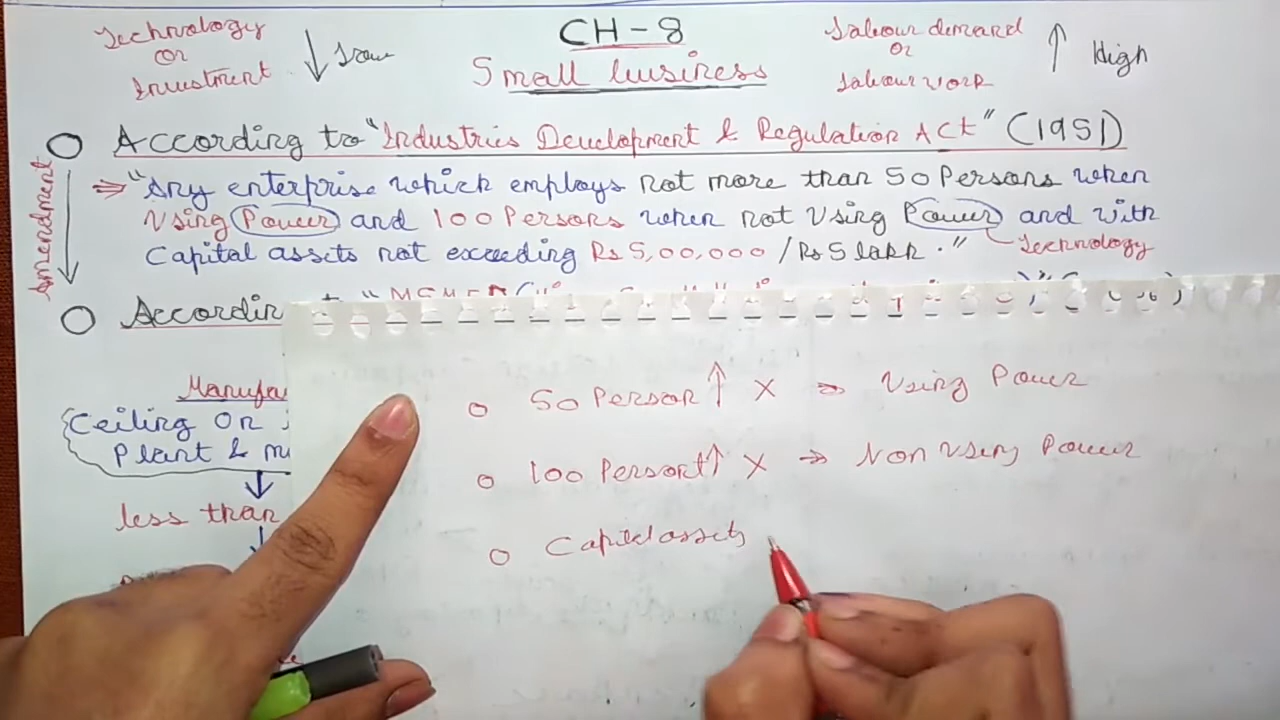 CH-8
Small business
Technology
or
Investment
↓ Low
Labour demand
or
Labour work
↑ High
According to "Industries Development & Regulation Act" (1951)
Amendment
⇒ "Any enterprise which employs not more than 50 Persons when
Using Power and 100 Persons when not Using Power and with
Capital assets not exceeding Rs 5,00,000 / Rs 5 lakh."
Technology
Accordin
Manufa
Ceiling On
Plant & m
less than
50 Person ↑ X ⇒ Using Power
100 Person ↑ X → Non Using Power
Capital assets